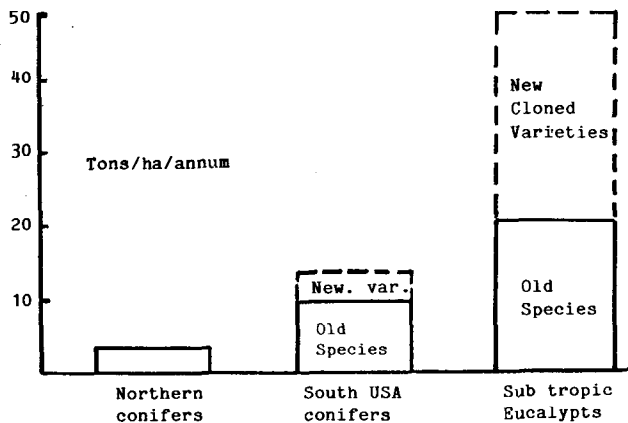 50
40
30
20
10
Tons/ha/annum
New
Cloned
Varieties
Old
Species
New. var.
Old
Species
Northern
conifers
South USA
conifers
Sub tropic
Eucalypts